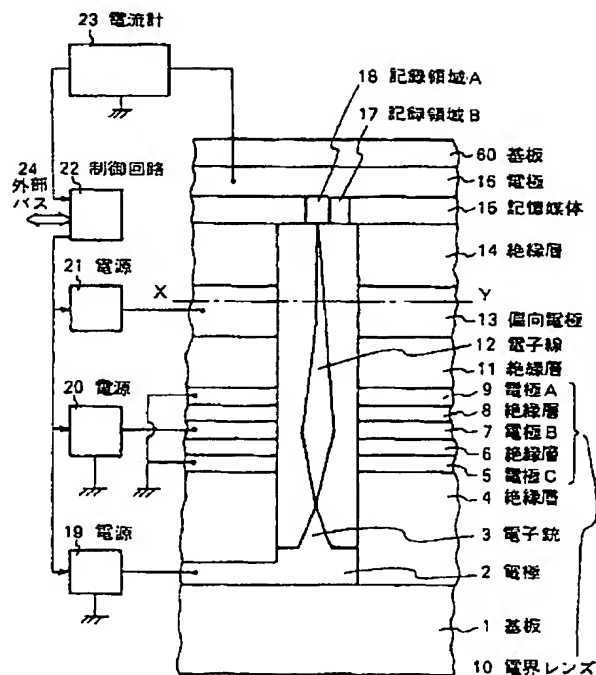 23 電流計
18 記録領域A
17 記録領域B
60 基板
16 電極
15 記憶媒体
24
外部
バス
22 制御回路
14 絶縁層
21 電源
X
Y
13 偏向電極
12 電子線
11 絶縁層
20 電源
9 電極A
8 絶縁層
7 電極B
6 絶縁層
5 電極C
4 絶縁層
19 電源
3 電子銃
2 電極
1 基板
10 電界レンズ